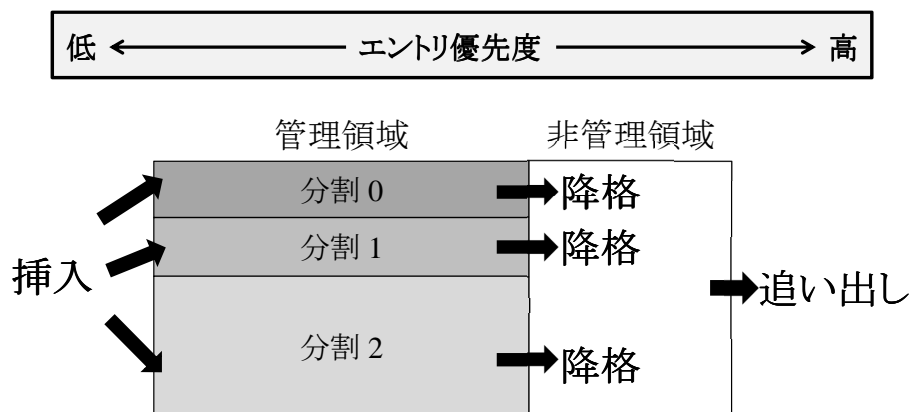 低 エントリ優先度 高
管理領域 非管理領域
分割 0 降格
分割 1 降格
挿入 追い出し
分割 2 降格